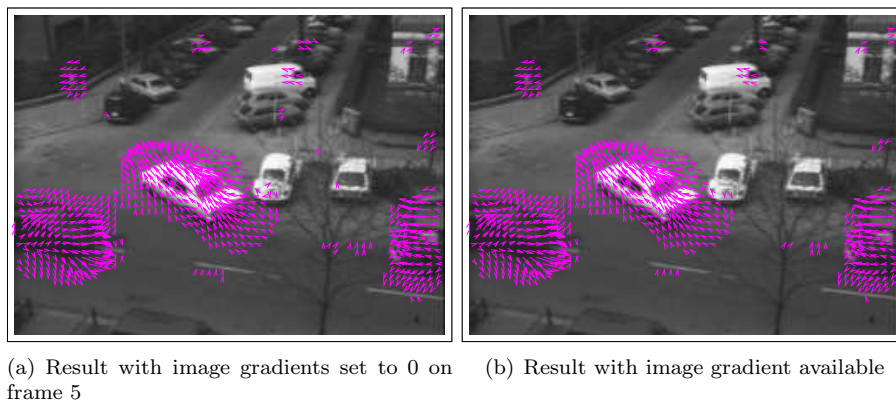 (a) Result with image gradients set to 0 on
frame 5
(b) Result with image gradient available